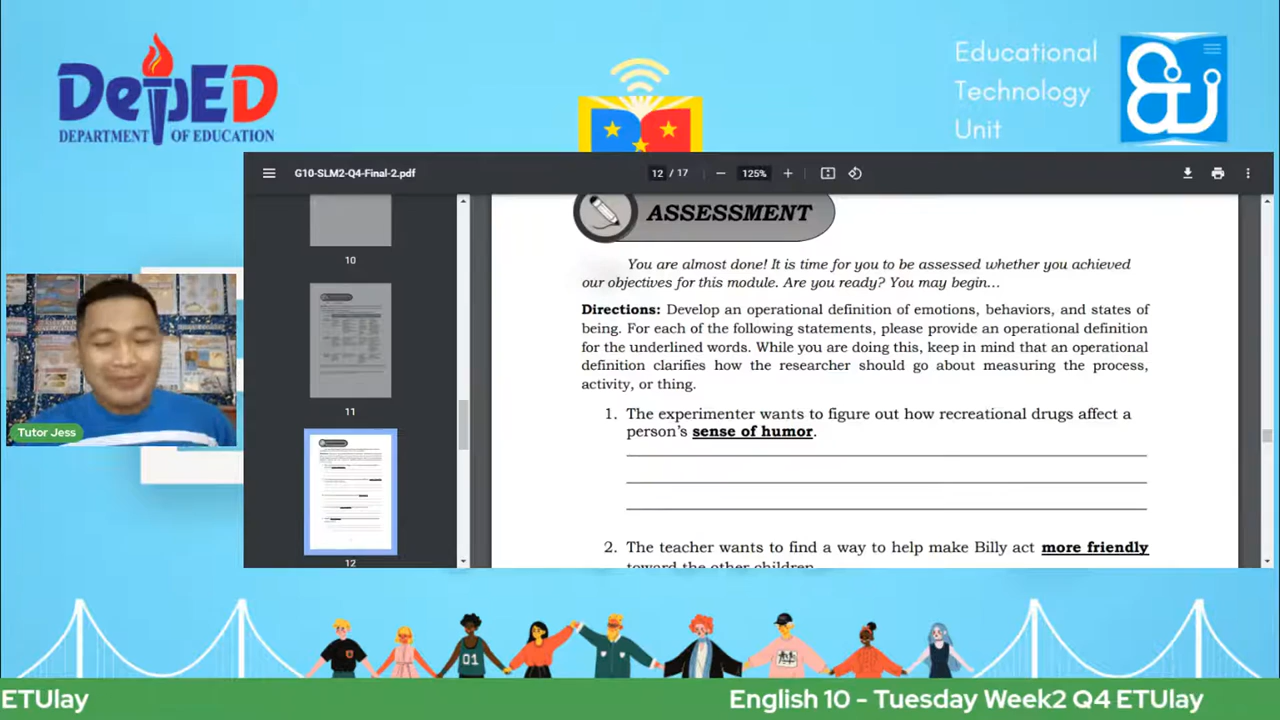 DepED
DEPARTMENT OF EDUCATION
Educational
Technology
Unit
G10-SLM2-Q4-Final-2.pdf
12 / 17
125%
10
11
12
ASSESSMENT
You are almost done! It is time for you to be assessed whether you achieved
our objectives for this module. Are you ready? You may begin...
Directions: Develop an operational definition of emotions, behaviors, and states of
being. For each of the following statements, please provide an operational definition
for the underlined words. While you are doing this, keep in mind that an operational
definition clarifies how the researcher should go about measuring the process,
activity, or thing.
1. The experimenter wants to figure out how recreational drugs affect a
person's sense of humor.
2. The teacher wants to find a way to help make Billy act more friendly
toward the other children
Tutor Jess
01
ETUlay
English 10 - Tuesday Week2 Q4 ETUlay